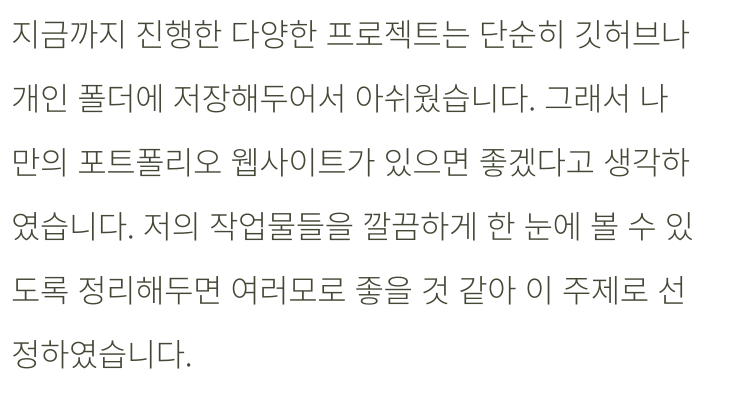 지금까지 진행한 다양한 프로젝트는 단순히 깃허브나
개인 폴더에 저장해두어서 아쉬웠습니다. 그래서 나
만의 포트폴리오 웹사이트가 있으면 좋겠다고 생각하
였습니다. 저의 작업물들을 깔끔하게 한 눈에 볼 수 있
도록 정리해두면 여러모로 좋을 것 같아 이 주제로 선
정하였습니다.